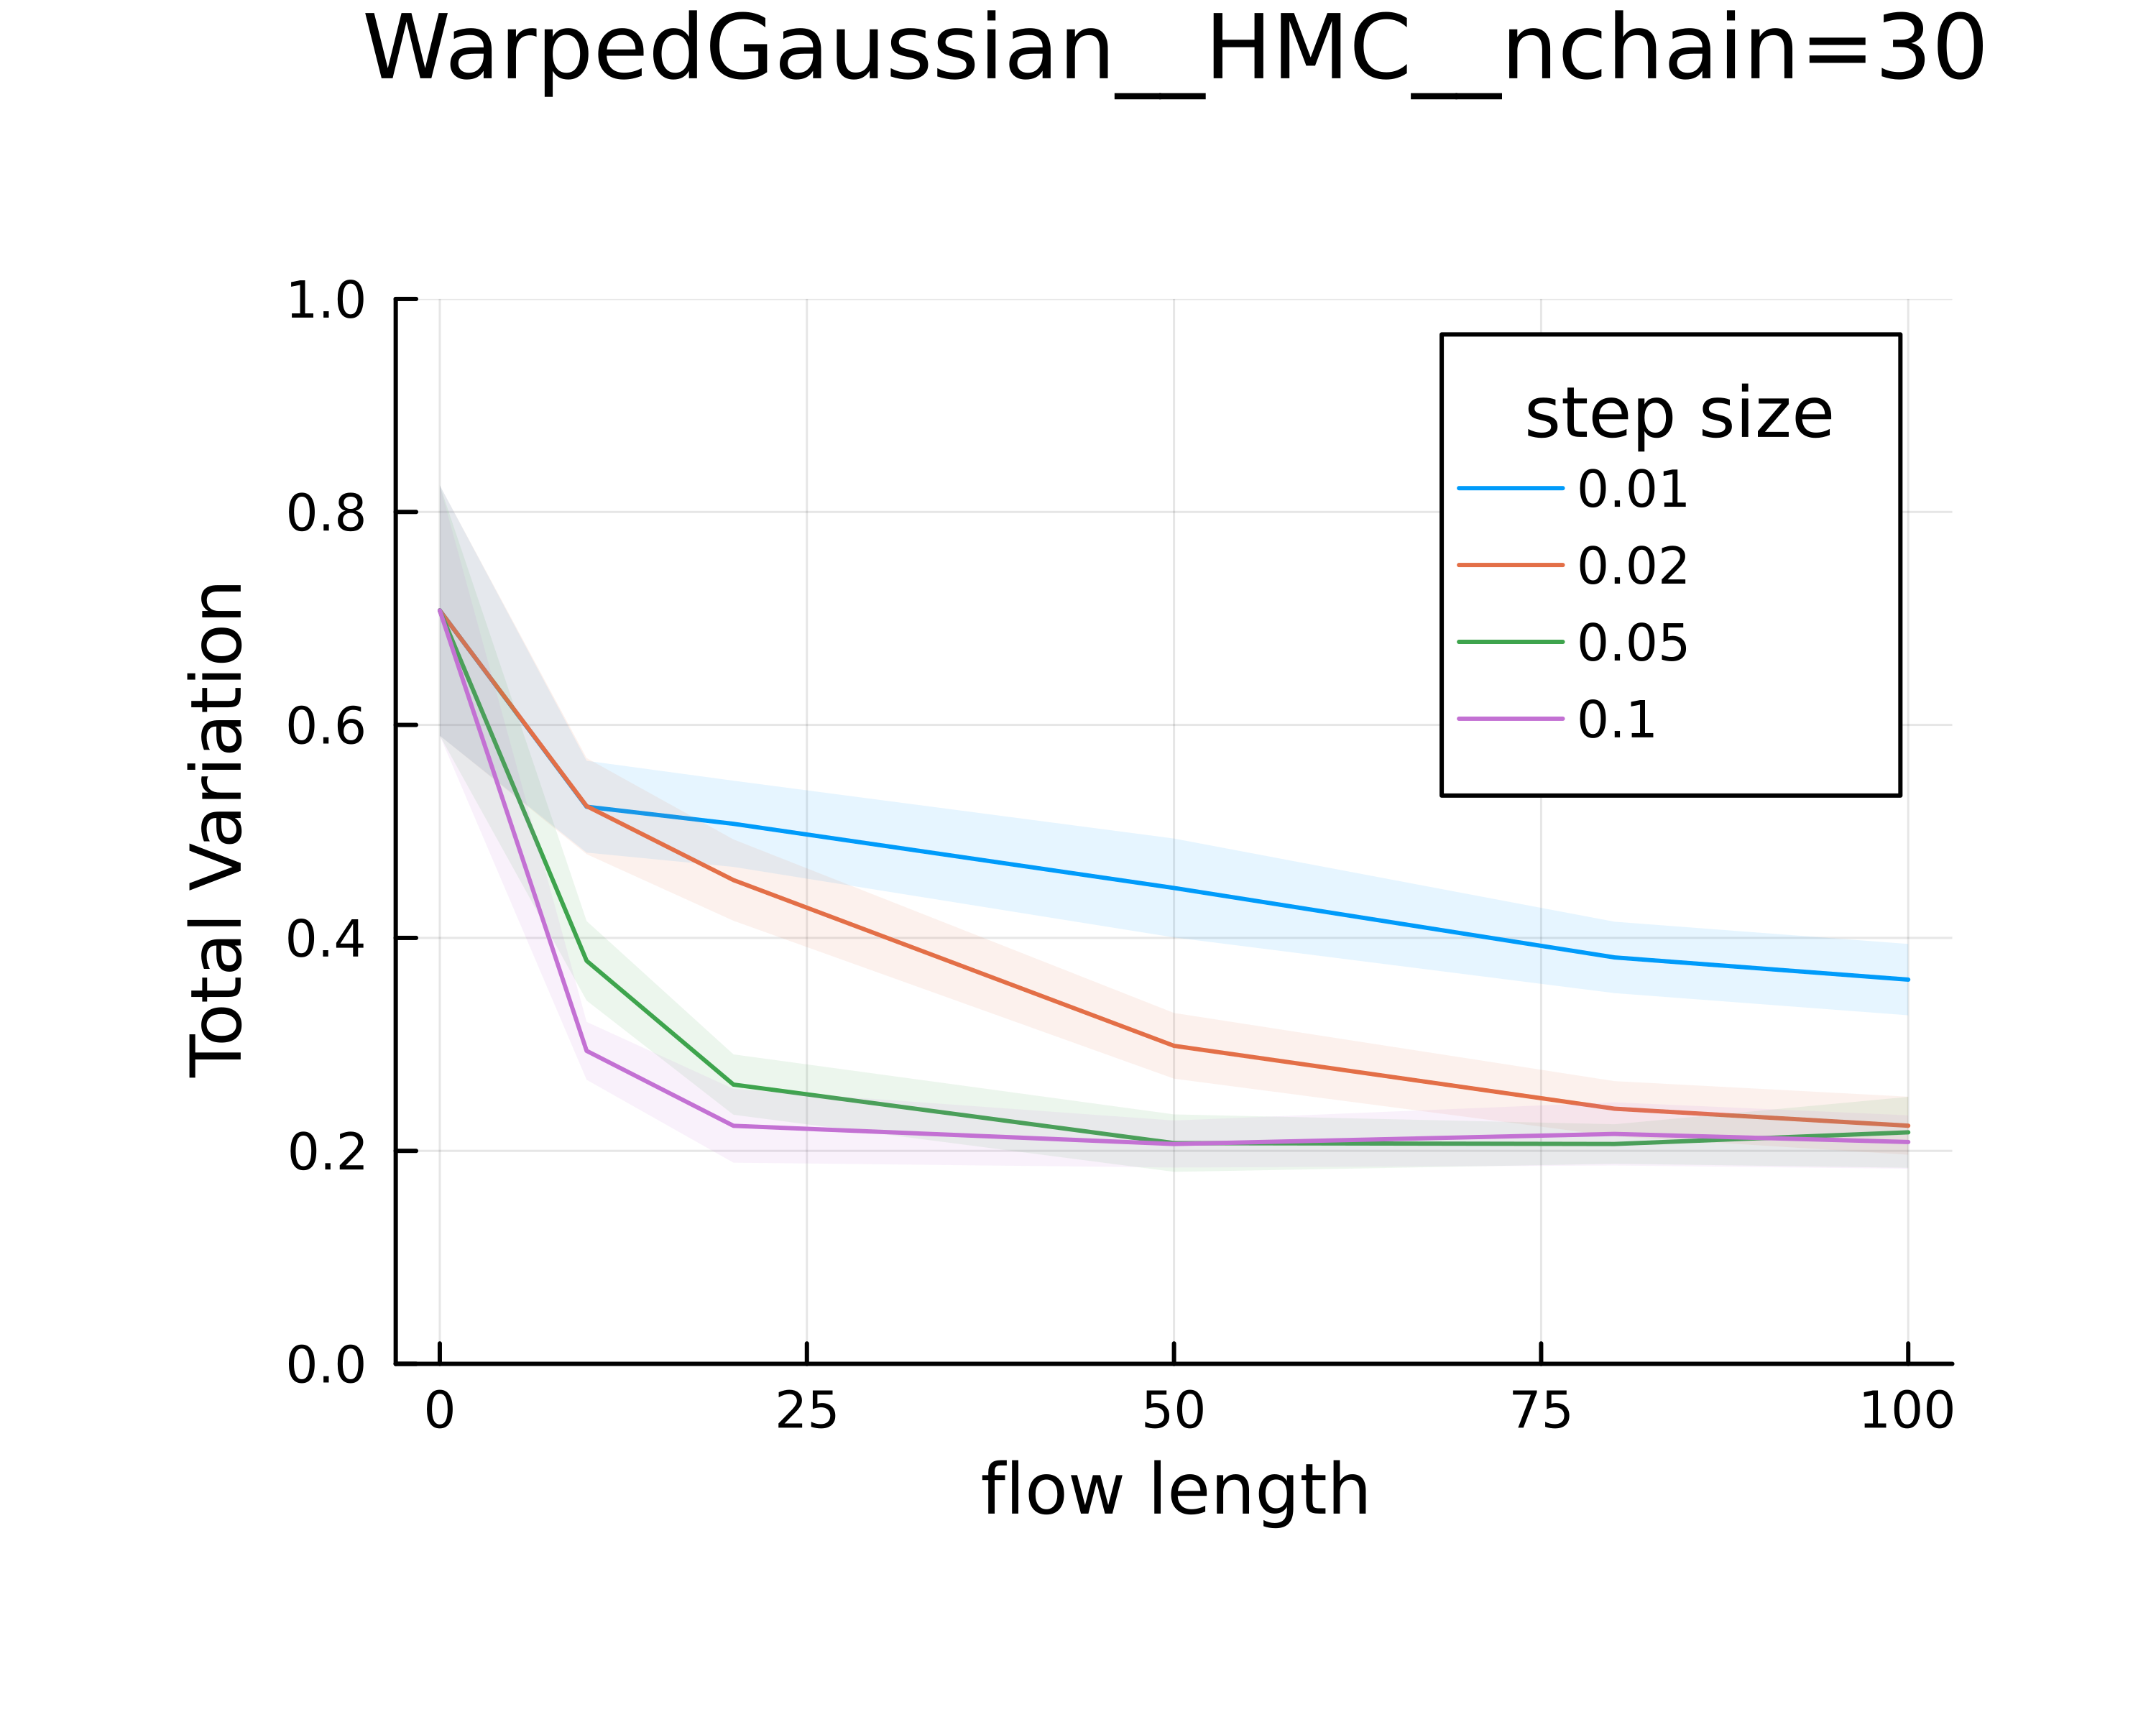 WarpedGaussian__HMC__nchain=30
1.0
0.8
0.6
0.4
0.2
0.0
Total Variation
step size
0.01
0.02
0.05
0.1
0 25 50 75 100
flow length